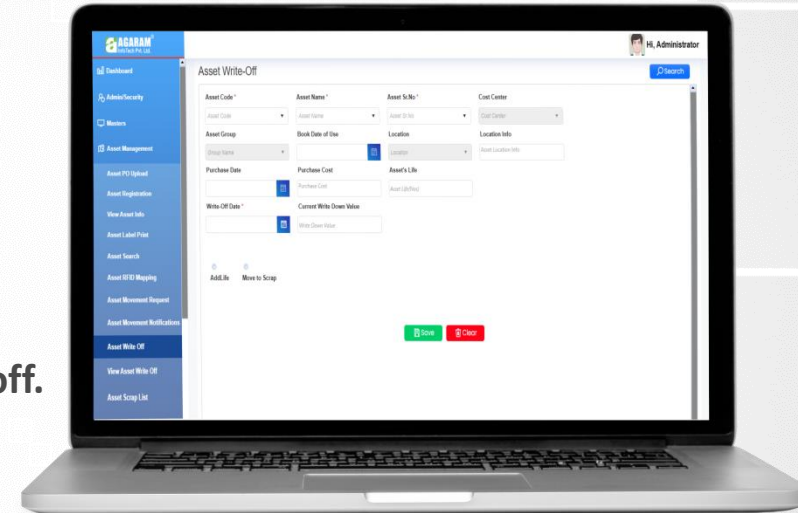 AGARAM
InfoTech Pvt. Ltd.
Hi, Administrator
Dashboard
Admin/Security
Masters
Asset Management
Asset PO Upload
Asset Registration
View Asset Info
Asset Label Print
Asset Search
Asset RFID Mapping
Asset Movement Request
Asset Movement Notifications
Asset Write Off
View Asset Write Off
Asset Scrap List
Asset Write-Off
Search
Asset Code * Asset Name * Asset Sr.No * Cost Center
Asset Code Asset Name Asset Sr.No Cost Center
Asset Group Book Date of Use Location Location Info
Group Name Location Asset Location Info
Purchase Date Purchase Cost Asset's Life
Purchase Cost
Write-Off Date * Current Write Down Value
Write Down Value
AddLife Move to Scrap
Save Clear
off.